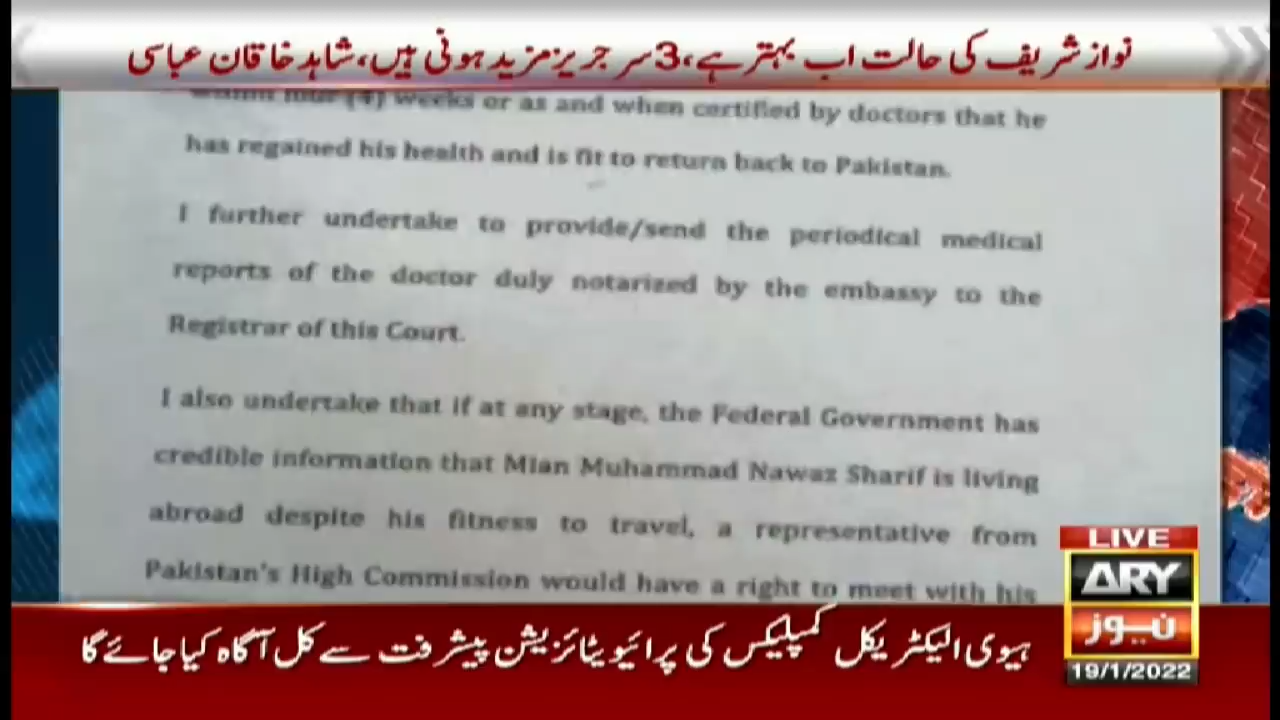 نواز شریف کی حالت اب بہتر ہے،3 سرجریز مزید ہونی ہیں،شاہد خاقان عباسی
within four (4) weeks or as and when certified by doctors that he
has regained his health and is fit to return back to Pakistan.
I further undertake to provide/send the periodical medical
reports of the doctor duly notarized by the embassy to the
Registrar of this Court.
I also undertake that if at any stage, the Federal Government has
credible information that Mian Muhammad Nawaz Sharif is living
abroad despite his fitness to travel, a representative from
Pakistan's High Commission would have a right to meet with his
LIVE
ARY
نیوز
19/1/2022
ہیوی الیکٹریکل کمپلیکس کی پرائیویٹائزیشن پیشرفت سے کل آگاہ کیا جائے گا